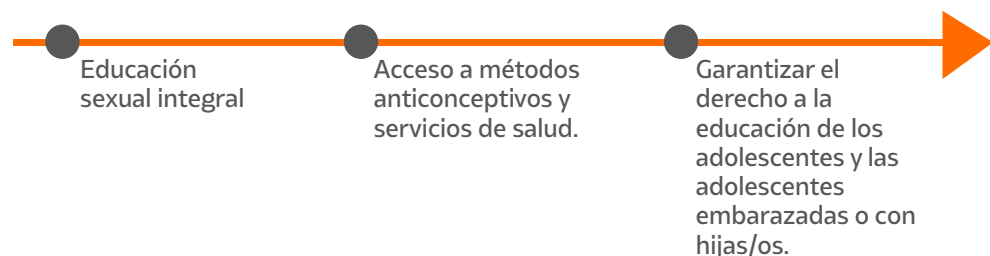 Educación
sexual integral
Acceso a métodos
anticonceptivos y
servicios de salud.
Garantizar el
derecho a la
educación de los
adolescentes y las
adolescentes
embarazadas o con
hijas/os.